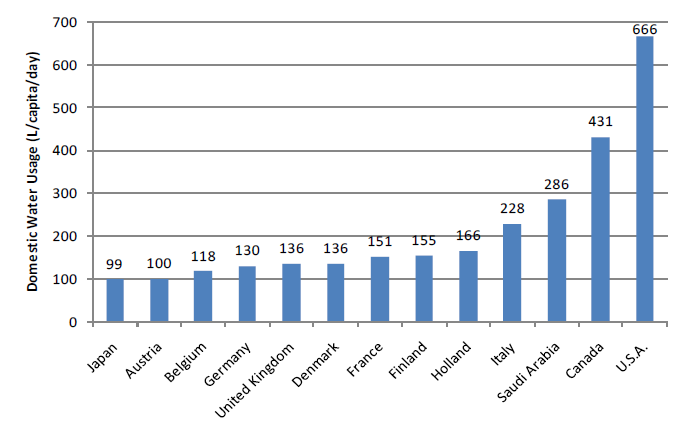 Domestic Water Usage (L/capita/day)
700
600
500
400
300
200
100
0
99
100
118
130
136
136
151
155
166
228
286
431
666
Japan
Austria
Belgium
Germany
United Kingdom
Denmark
France
Finland
Holland
Italy
Saudi Arabia
Canada
U.S.A.